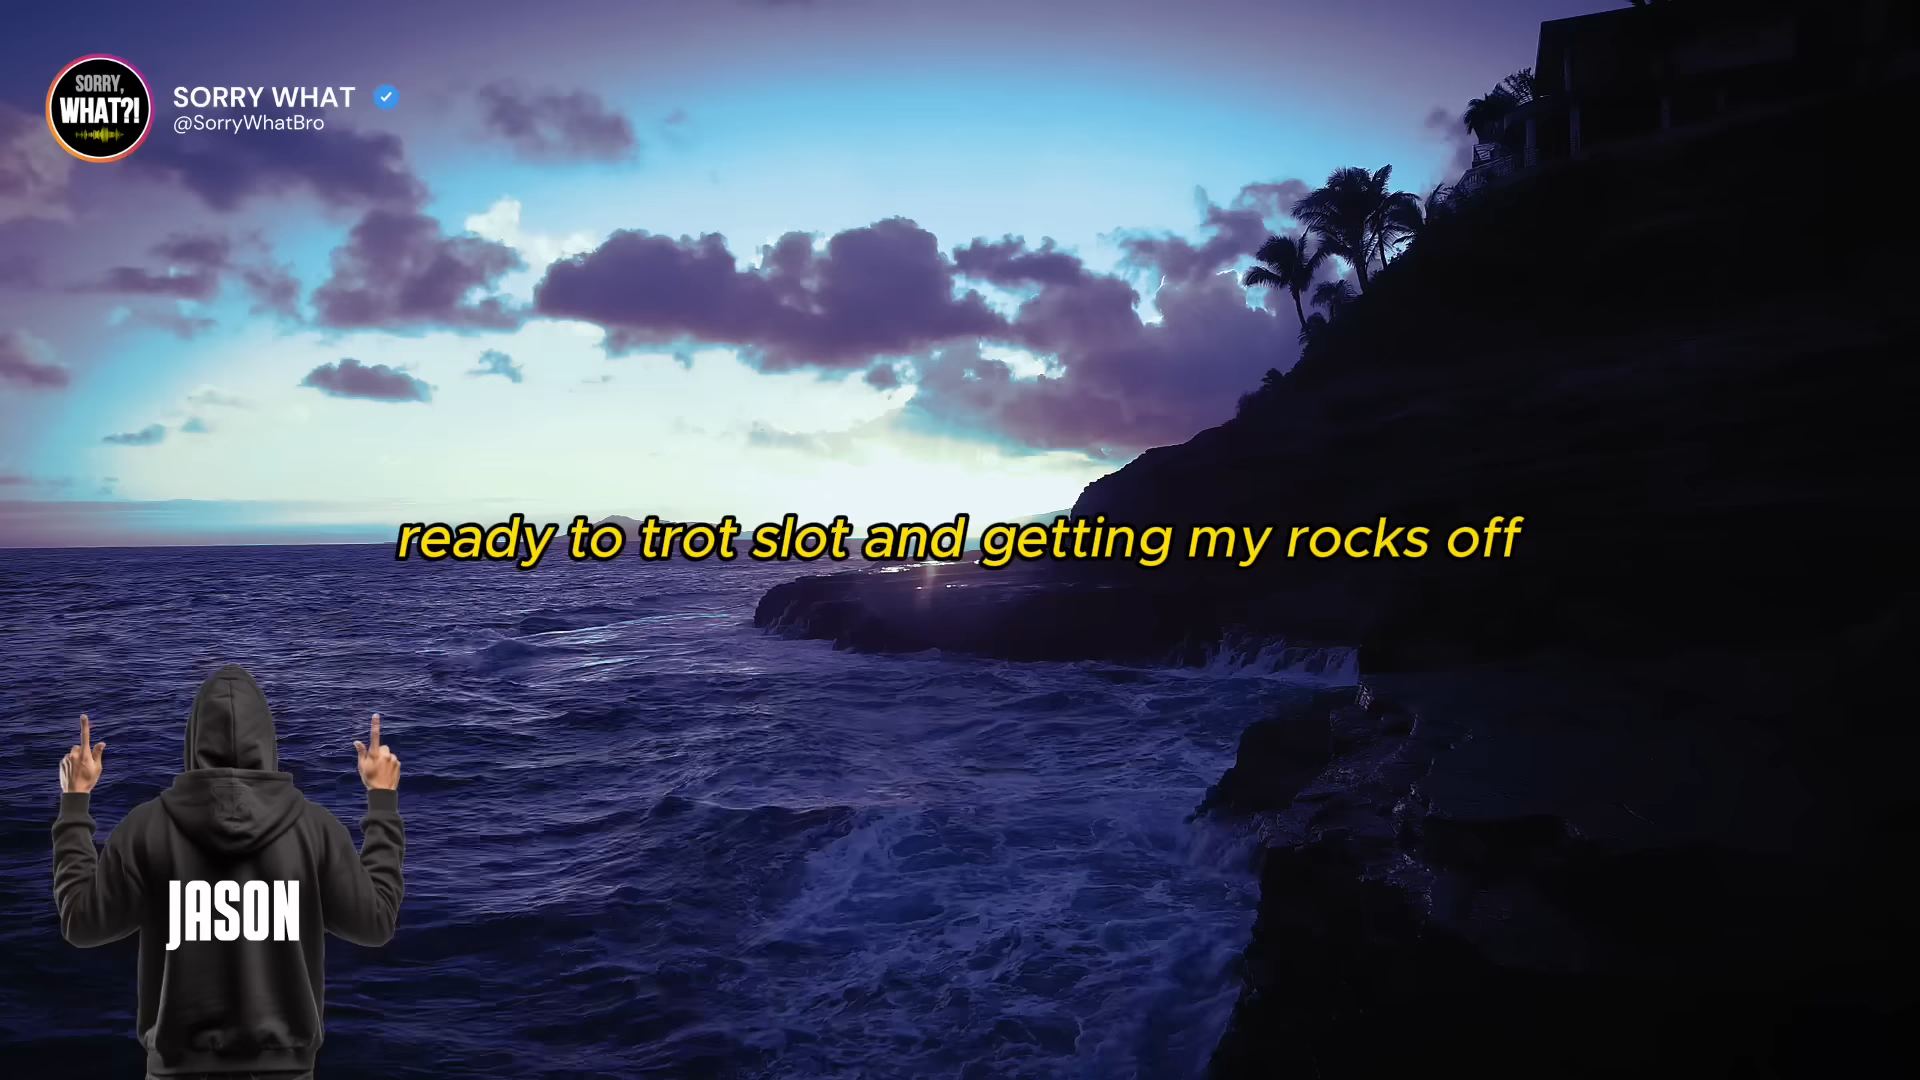 SORRY,
WHAT?!
SORRY WHAT
@SorryWhatBro
ready to trot slot and getting my rocks off
JASON